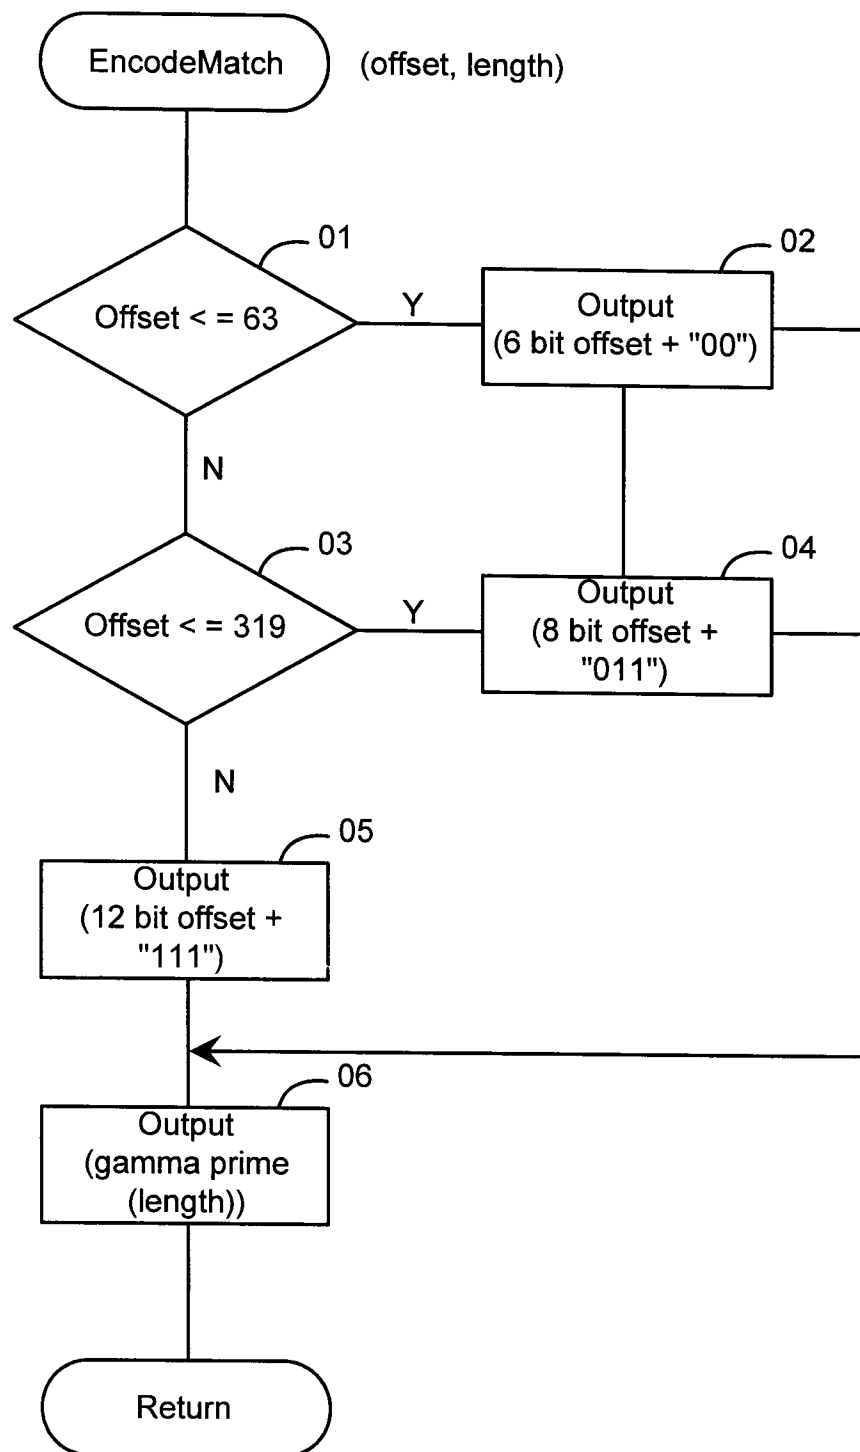 EncodeMatch (offset, length)
01
02
Offset < = 63
Y
Output
(6 bit offset + "00")
N
03
04
Offset < = 319
Y
Output
(8 bit offset +
"011")
N
05
Output
(12 bit offset +
"111")
06
Output
(gamma prime
(length))
Return